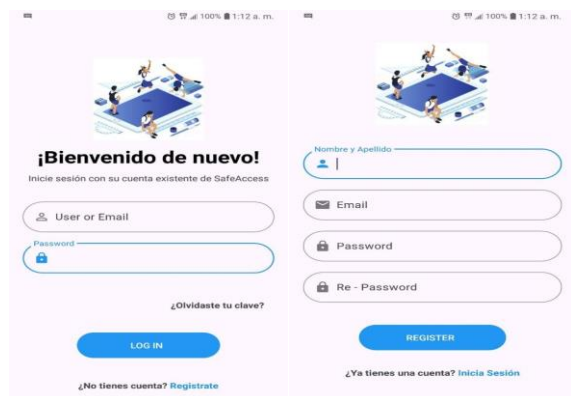 100% 1:12 a. m.
¡Bienvenido de nuevo!
Inicie sesión con su cuenta existente de SafeAccess
User or Email
Password
¿Olvidaste tu clave?
LOG IN
¿No tienes cuenta? Registrate
100% 1:12 a. m.
Nombre y Apellido
Email
Password
Re - Password
REGISTER
¿Ya tienes una cuenta? Inicia Sesión